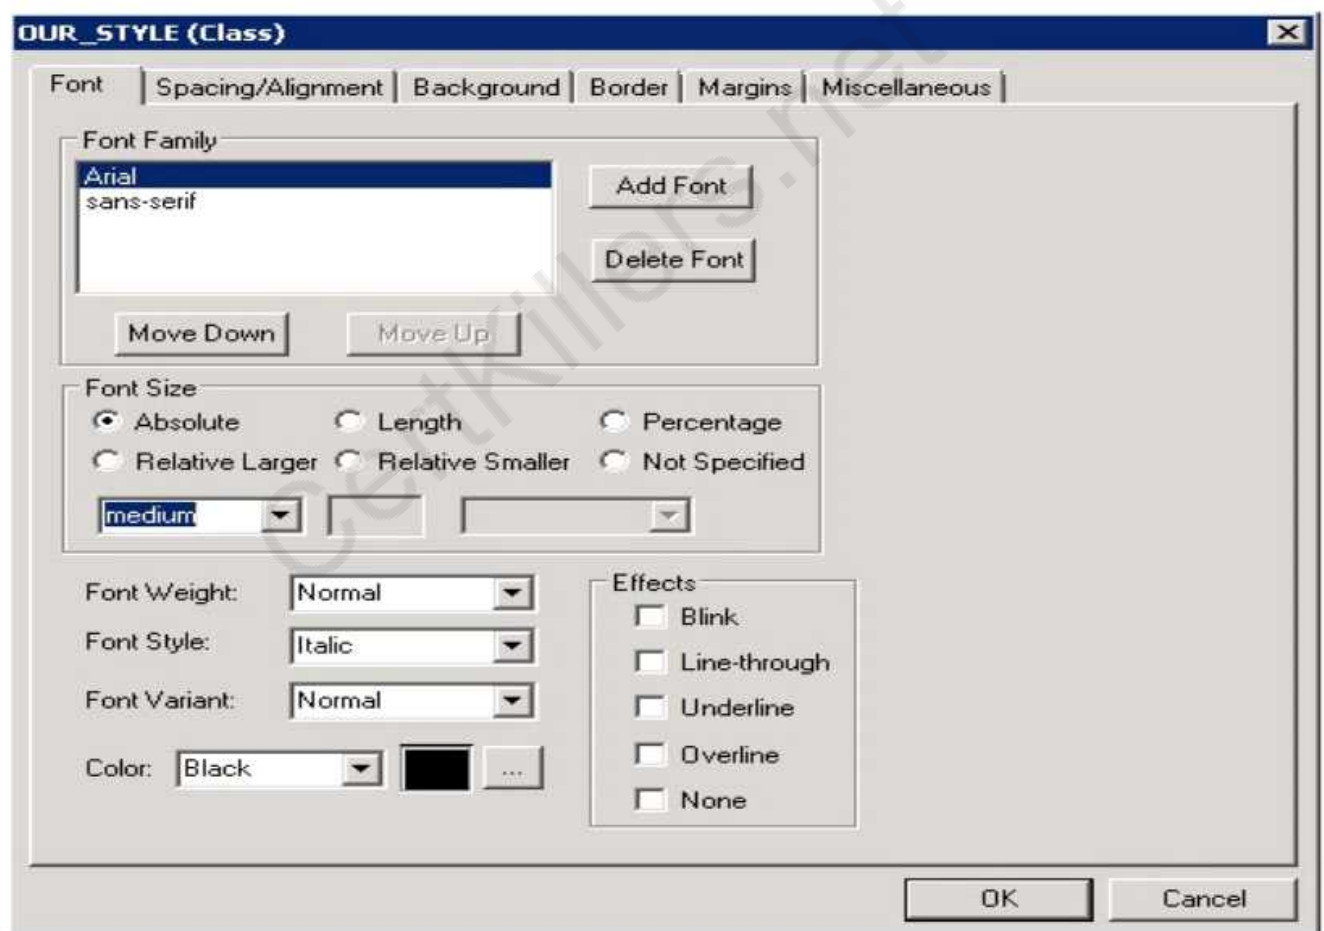 OUR_STYLE (Class)
Font Spacing/Alignment Background Border Margins Miscellaneous
Font Family
Arial
sans-serif
Add Font
Delete Font
Move Down Move Up
Font Size
Absolute Length Percentage
Relative Larger Relative Smaller Not Specified
medium
Font Weight: Normal
Font Style: Italic
Font Variant: Normal
Color: Black ...
Effects
Blink
Line-through
Underline
Overline
None
OK Cancel
CertKillers.net